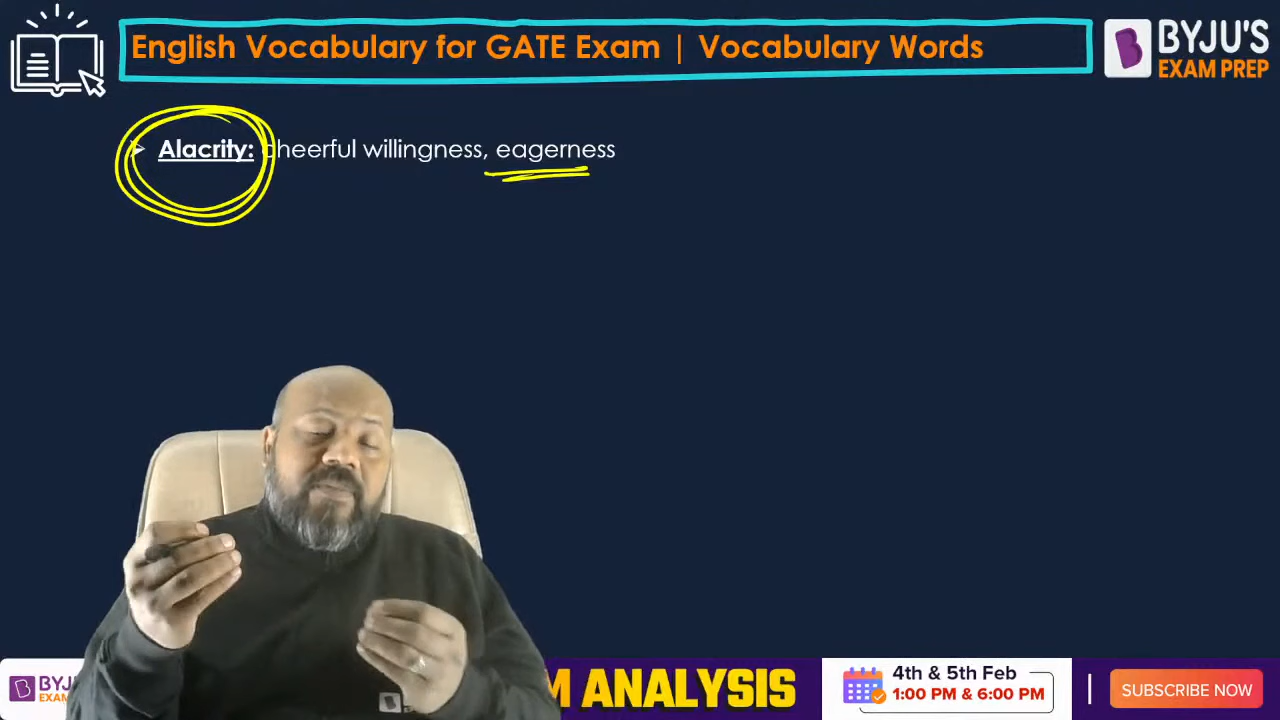 English Vocabulary for GATE Exam | Vocabulary Words
BYJU'S
EXAM PREP
➤ Alacrity: cheerful willingness, eagerness
ANALYSIS
4th & 5th Feb
1:00 PM & 6:00 PM
SUBSCRIBE NOW